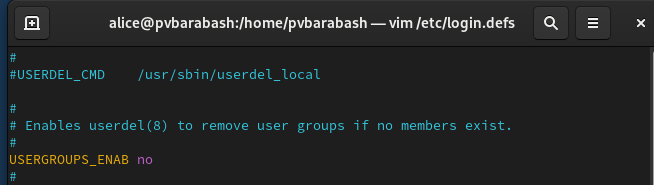 alice@pvbarabash:/home/pvbarabash — vim /etc/login.defs
#
#USERDEL_CMD    /usr/sbin/userdel_local
#
# Enables userdel(8) to remove user groups if no members exist.
#
USERGROUPS_ENAB no
#